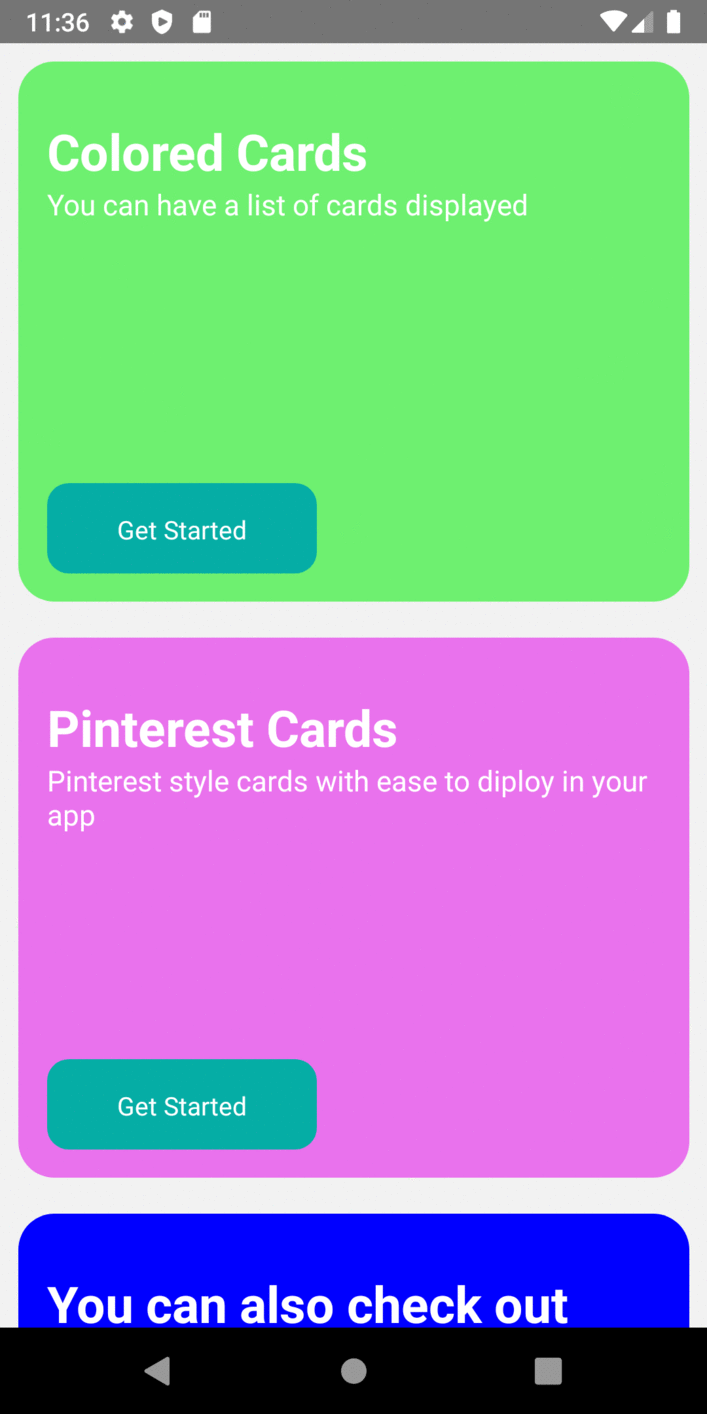 11:36
Colored Cards
You can have a list of cards displayed
Get Started
Pinterest Cards
Pinterest style cards with ease to diploy in your
app
Get Started
You can also check out